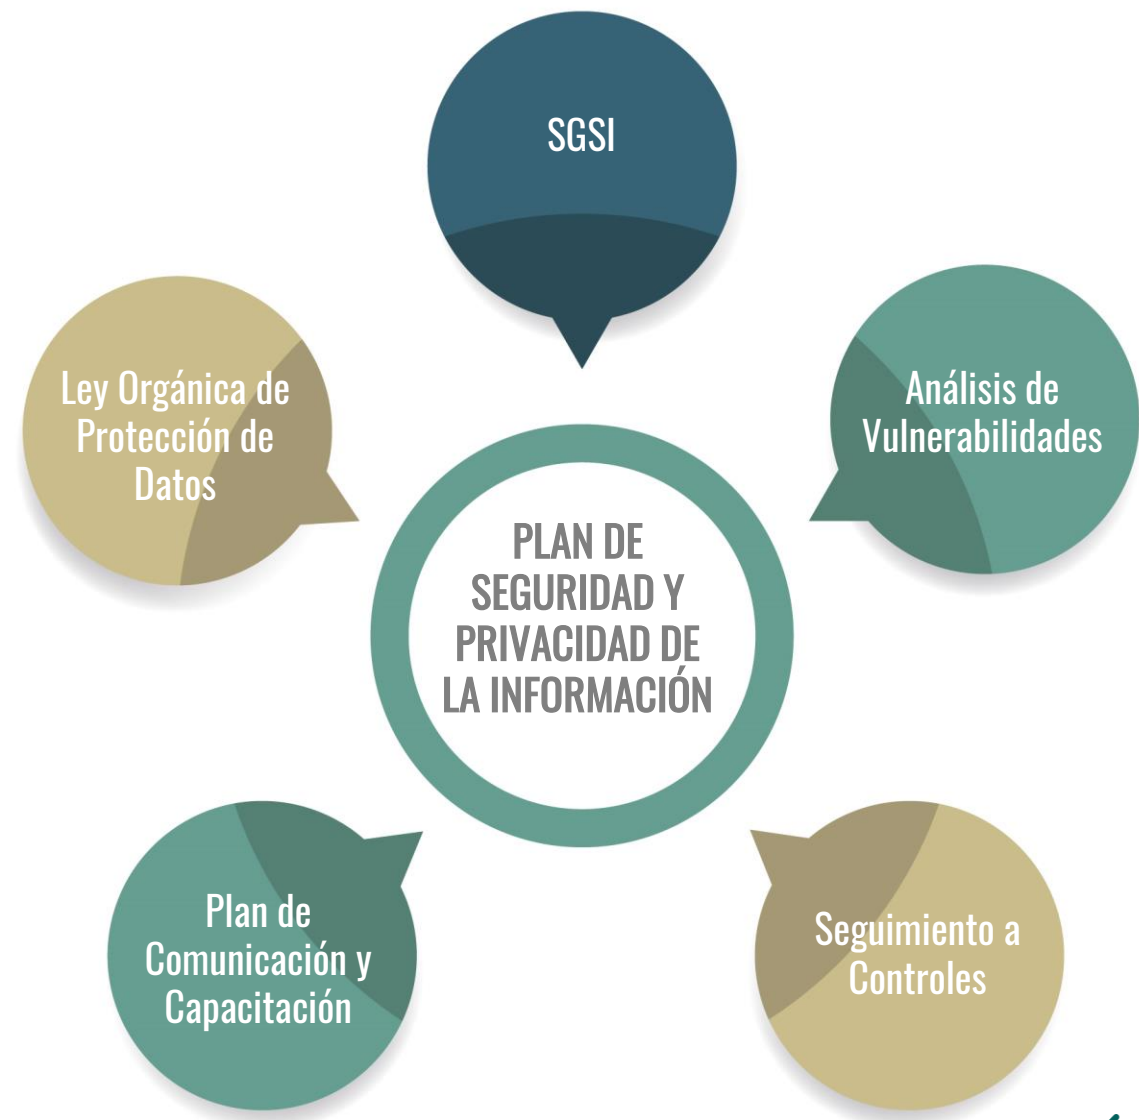 SGSI
Ley Orgánica de
Protección de
Datos
Análisis de
Vulnerabilidades
PLAN DE
SEGURIDAD Y
PRIVACIDAD DE
LA INFORMACIÓN
Plan de
Comunicación y
Capacitación
Seguimiento a
Controles